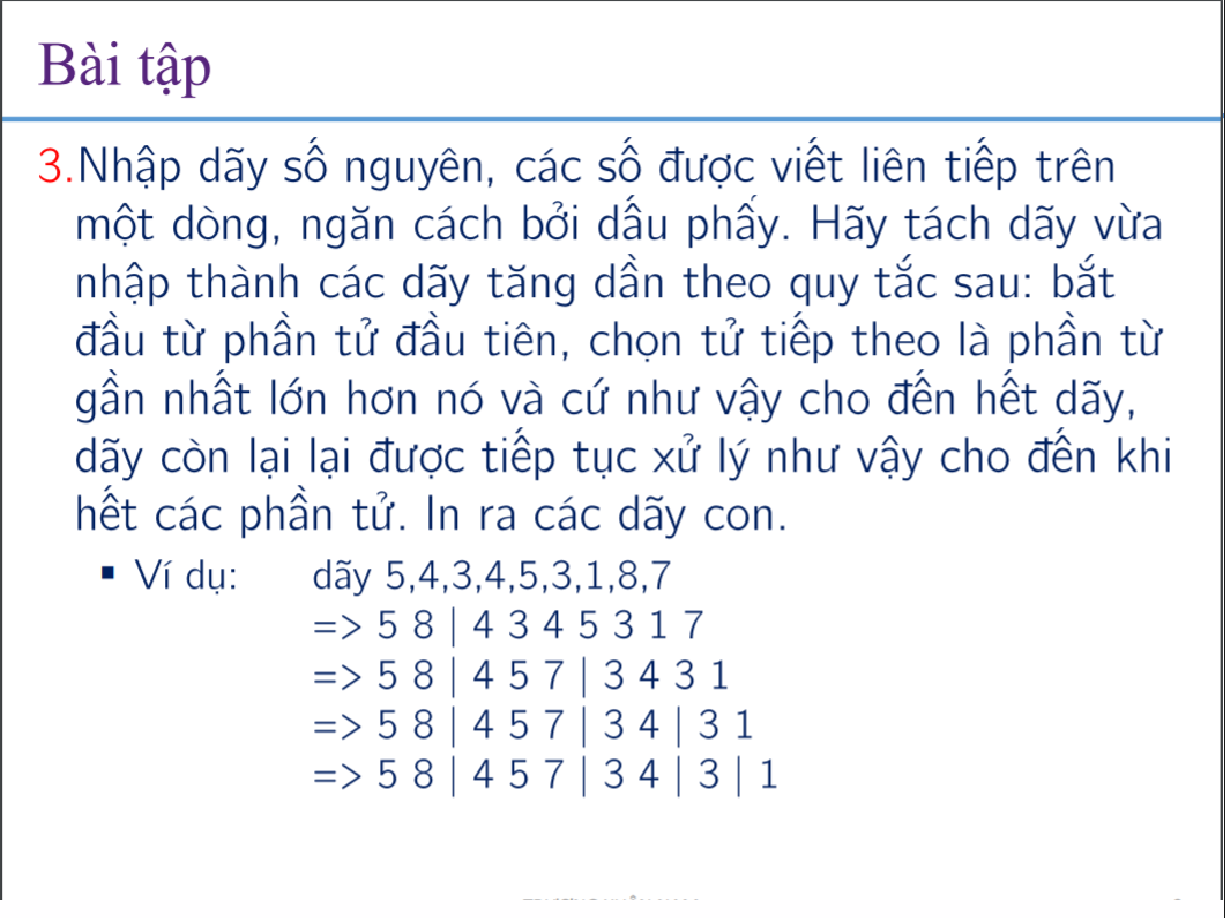 Bài tập
3.Nhập dãy số nguyên, các số được viết liên tiếp trên
một dòng, ngăn cách bởi dấu phẩy. Hãy tách dãy vừa
nhập thành các dãy tăng dần theo quy tắc sau: bắt
đầu từ phần tử đầu tiên, chọn tử tiếp theo là phần từ
gần nhất lớn hơn nó và cứ như vậy cho đến hết dãy,
dãy còn lại lại được tiếp tục xử lý như vậy cho đến khi
hết các phần tử. In ra các dãy con.
▪ Ví dụ: dãy 5,4,3,4,5,3,1,8,7
=> 5 8 | 4 3 4 5 3 1 7
=> 5 8 | 4 5 7 | 3 4 3 1
=> 5 8 | 4 5 7 | 3 4 | 3 1
=> 5 8 | 4 5 7 | 3 4 | 3 | 1